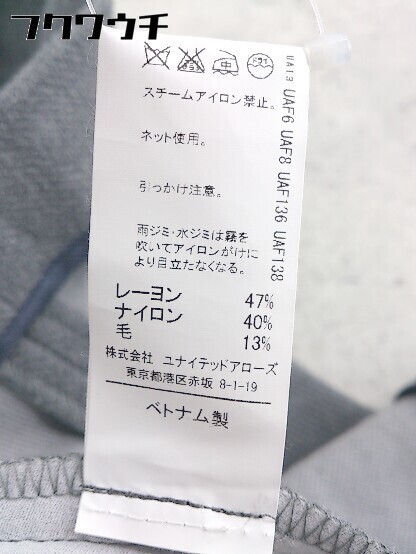 フクワウチ
ドライ
スチームアイロン禁止。
ネット使用。
引っかけ注意。
雨ジミ・水ジミは霧を
吹いてアイロンがけに
より目立たなくなる。
レーヨン 47%
ナイロン 40%
毛 13%
株式会社 ユナイテッドアローズ
東京都港区赤坂 8-1-19
ベトナム製
UA13 UAF6 UAF8 UAF136 UAF138